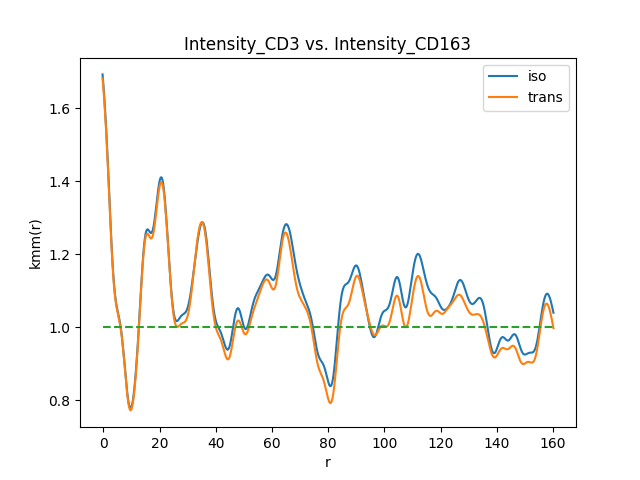 Intensity_CD3 vs. Intensity_CD163
iso
trans
kmm(r)
1.6
1.4
1.2
1.0
0.8
0 20 40 60 80 100 120 140 160
r